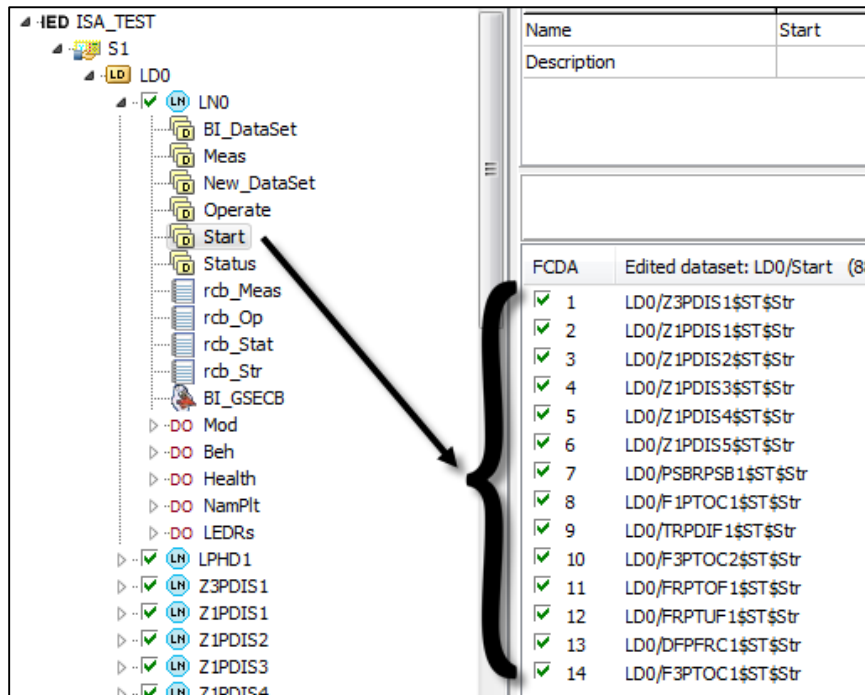 IED ISA_TEST
S1
LD LD0
LN LN0
D BI_DataSet
D Meas
D New_DataSet
D Operate
D Start
D Status
rcb_Meas
rcb_Op
rcb_Stat
rcb_Str
BI_GSECB
DO Mod
DO Beh
DO Health
DO NamPlt
DO LEDRs
LN LPHD1
LN Z3PDIS1
LN Z1PDIS1
LN Z1PDIS2
LN Z1PDIS3
LN Z1PDIS4
Name Start
Description
FCDA Edited dataset: LD0/Start (8
1 LD0/Z3PDIS1$ST$Str
2 LD0/Z1PDIS1$ST$Str
3 LD0/Z1PDIS2$ST$Str
4 LD0/Z1PDIS3$ST$Str
5 LD0/Z1PDIS4$ST$Str
6 LD0/Z1PDIS5$ST$Str
7 LD0/PSBRPSB1$ST$Str
8 LD0/F1PTOC1$ST$Str
9 LD0/TRPDIF1$ST$Str
10 LD0/F3PTOC2$ST$Str
11 LD0/FRPTOF1$ST$Str
12 LD0/FRPTUF1$ST$Str
13 LD0/DFPFRC1$ST$Str
14 LD0/F3PTOC1$ST$Str